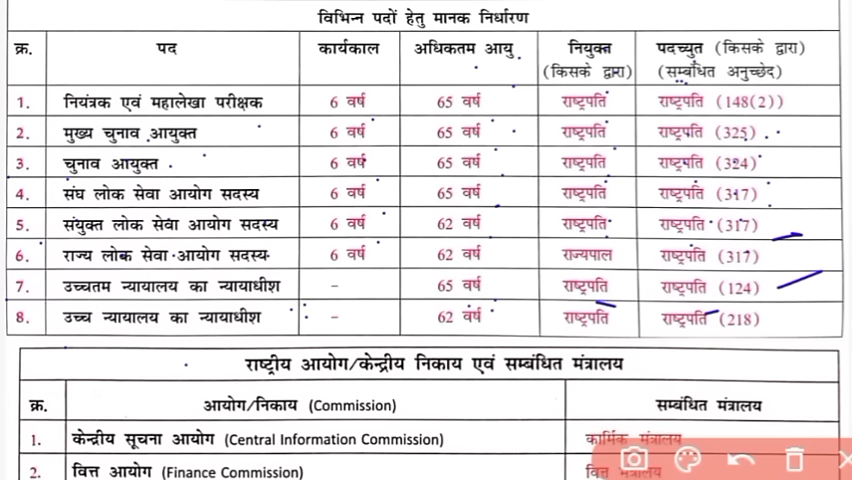 विभिन्न पदों हेतु मानक निर्धारण
क्र. पद कार्यकाल अधिकतम आयु नियुक्त (किसके द्वारा) पदच्युत (किसके द्वारा) (सम्बंधित अनुच्छेद)
1. नियंत्रक एवं महालेखा परीक्षक 6 वर्ष 65 वर्ष राष्ट्रपति राष्ट्रपति (148(2))
2. मुख्य चुनाव आयुक्त 6 वर्ष 65 वर्ष राष्ट्रपति राष्ट्रपति (325)
3. चुनाव आयुक्त 6 वर्ष 65 वर्ष राष्ट्रपति राष्ट्रपति (324)
4. संघ लोक सेवा आयोग सदस्य 6 वर्ष 65 वर्ष राष्ट्रपति राष्ट्रपति (317)
5. संयुक्त लोक सेवा आयोग सदस्य 6 वर्ष 62 वर्ष राष्ट्रपति राष्ट्रपति (317)
6. राज्य लोक सेवा आयोग सदस्य 6 वर्ष 62 वर्ष राज्यपाल राष्ट्रपति (317)
7. उच्चतम न्यायालय का न्यायाधीश - 65 वर्ष राष्ट्रपति राष्ट्रपति (124)
8. उच्च न्यायालय का न्यायाधीश - 62 वर्ष राष्ट्रपति राष्ट्रपति (218)
राष्ट्रीय आयोग/केन्द्रीय निकाय एवं सम्बंधित मंत्रालय
क्र. आयोग/निकाय (Commission) सम्बंधित मंत्रालय
1. केन्द्रीय सूचना आयोग (Central Information Commission) कार्मिक मंत्रालय
2. वित्त आयोग (Finance Commission) वित्त मंत्रालय